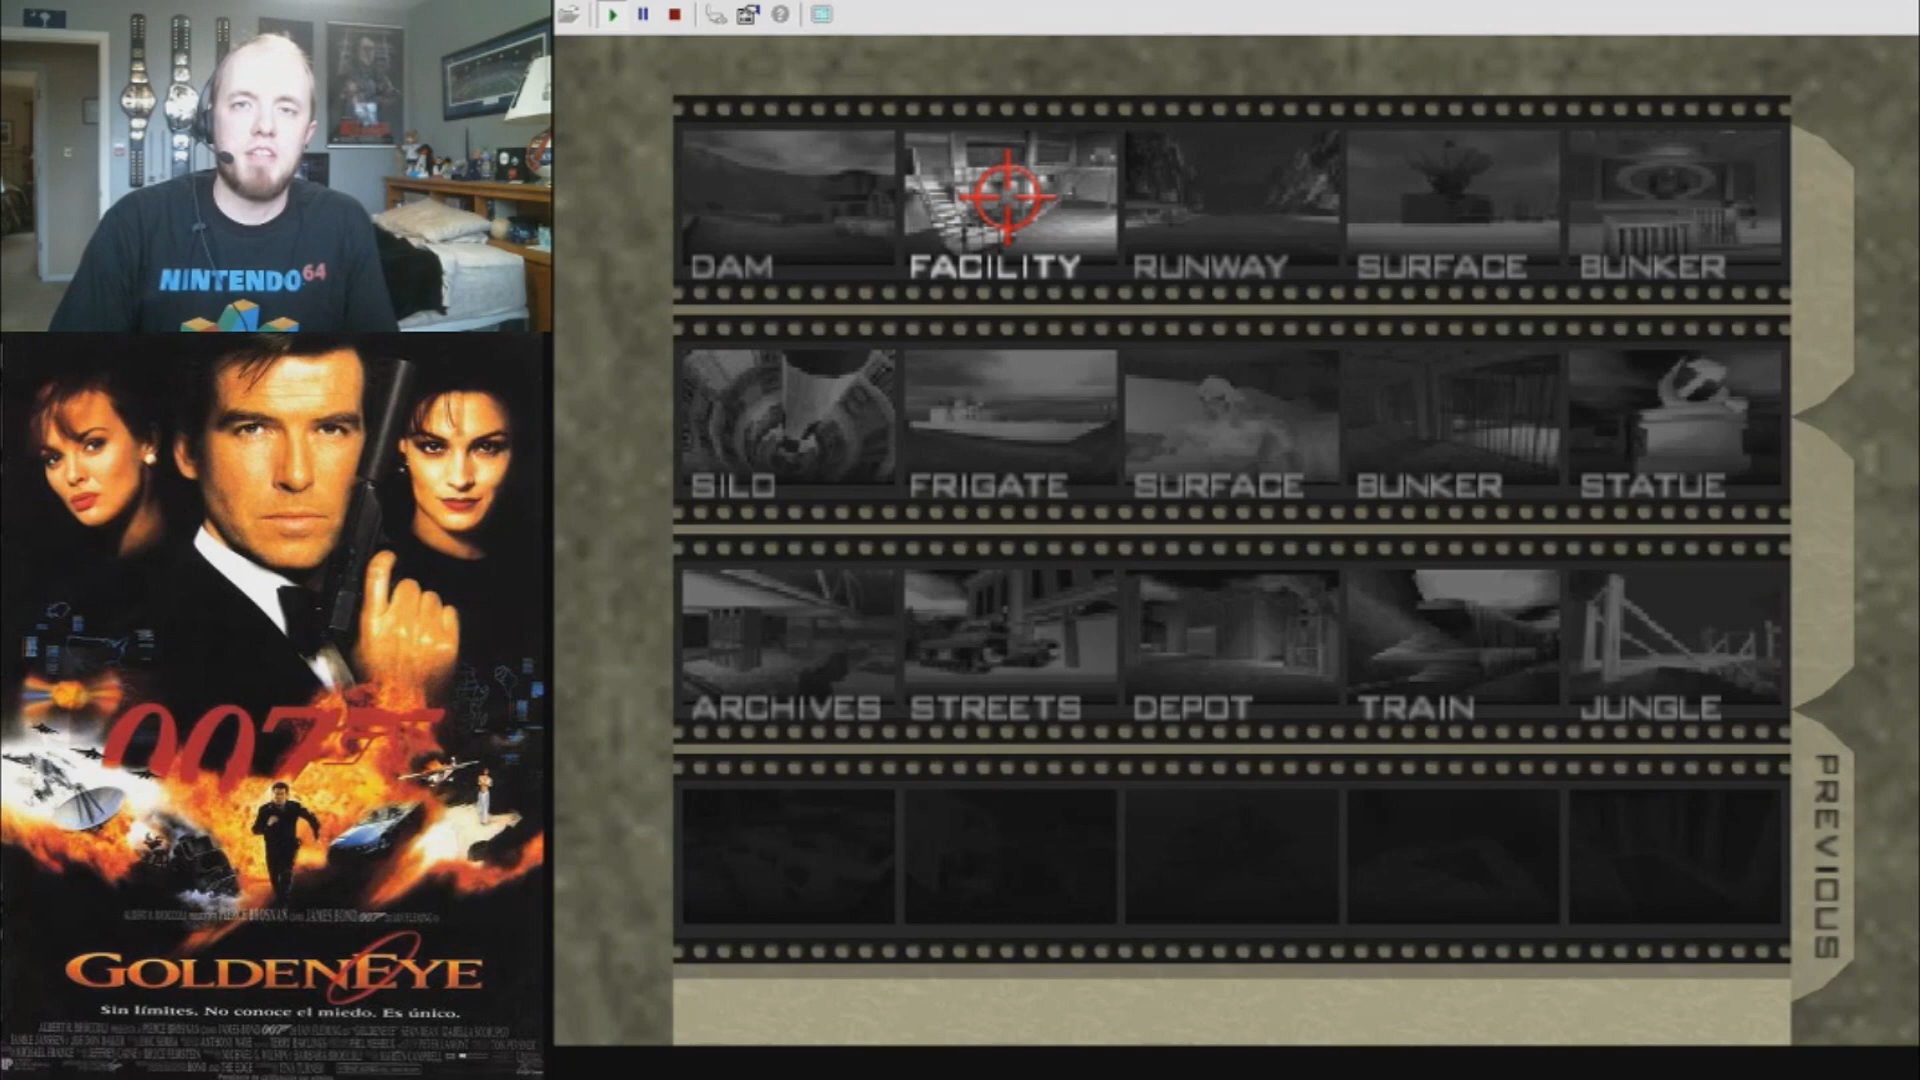 NINTENDO64
DAM
FACILITY
RUNWAY
SURFACE
BUNKER
SILO
FRIGATE
SURFACE
BUNKER
STATUE
ARCHIVES
STREETS
DEPOT
TRAIN
JUNGLE
PREVIOUS
007
GOLDENEYE
Sin límites. No conoce el miedo. Es único.